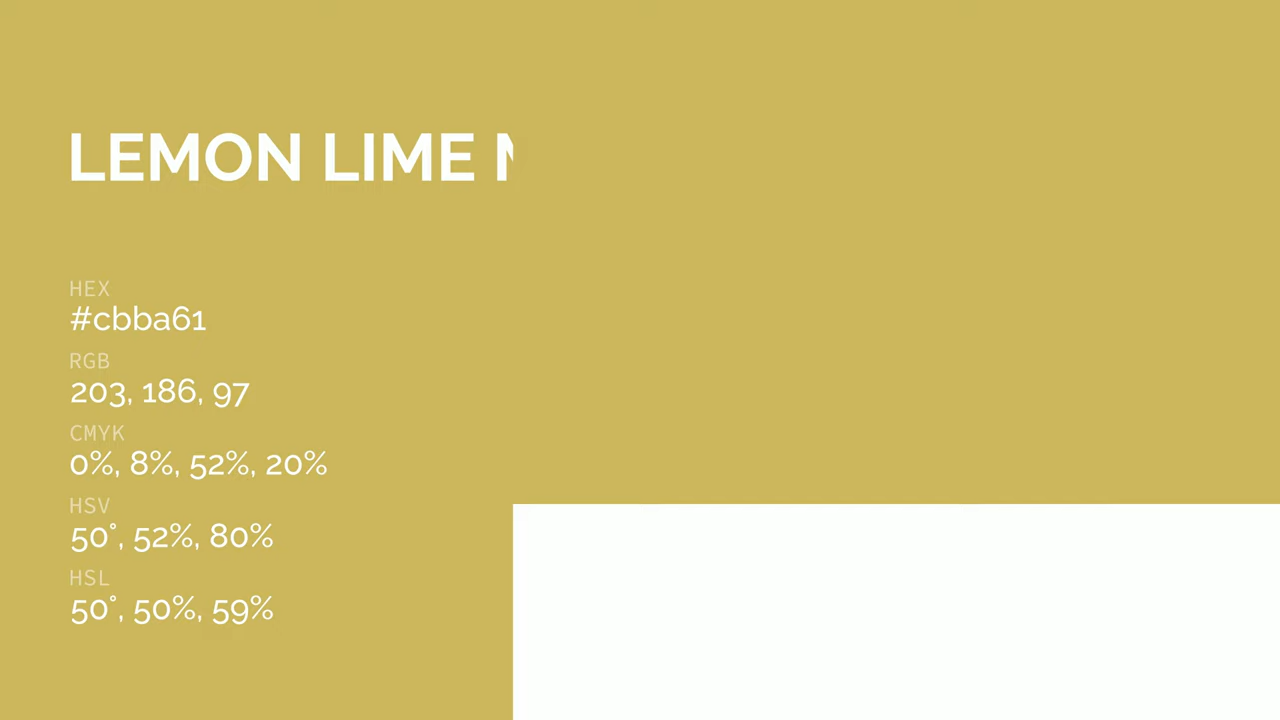 LEMON LIME
HEX
#cbba61
RGB
203, 186, 97
CMYK
0%, 8%, 52%, 20%
HSV
50°, 52%, 80%
HSL
50°, 50%, 59%